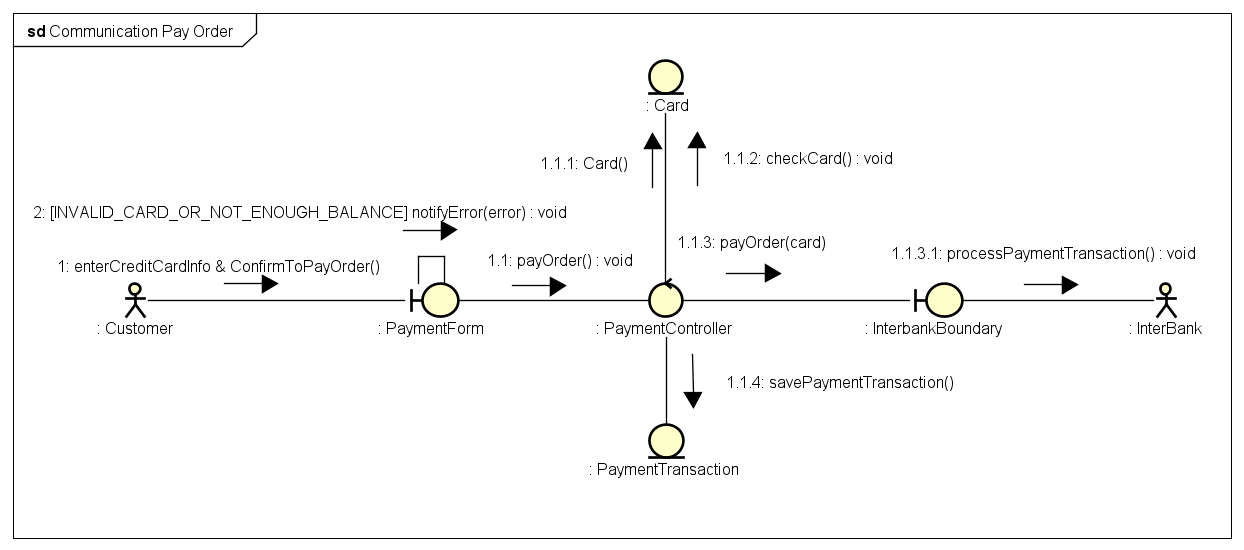 sd Communication Pay Order
: Card
1.1.1: Card()
1.1.2: checkCard() : void
2: [INVALID_CARD_OR_NOT_ENOUGH_BALANCE] notifyError(error) : void
1: enterCreditCardInfo & ConfirmToPayOrder()
1.1: payOrder() : void
1.1.3: payOrder(card)
1.1.3.1: processPaymentTransaction() : void
: Customer
: PaymentForm
: PaymentController
: InterbankBoundary
: InterBank
1.1.4: savePaymentTransaction()
: PaymentTransaction